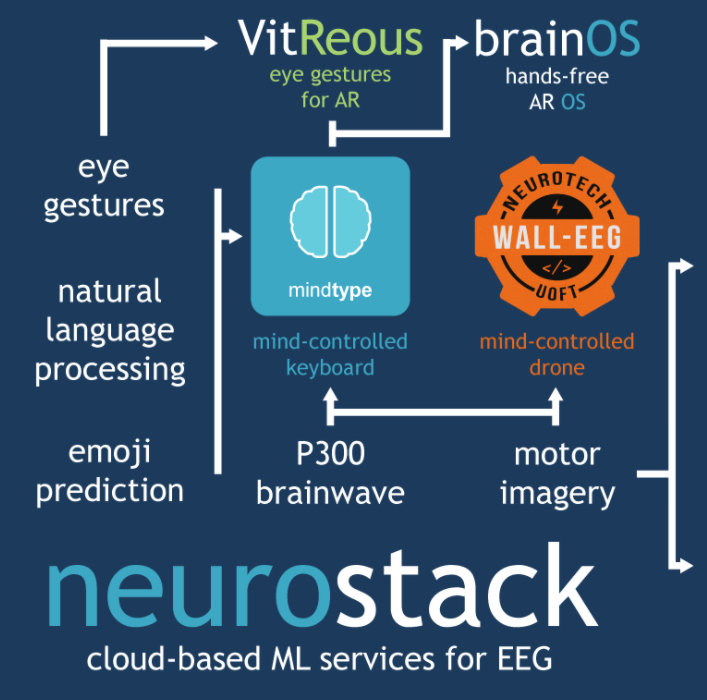 VitReous
eye gestures
for AR
brainOS
hands-free
AR OS
eye
gestures
natural
language
processing
emoji
prediction
mindtype
mind-controlled
keyboard
NEUROTECH
WALL-EEG
</>
UOFT
mind-controlled
drone
P300
brainwave
motor
imagery
neurostack
cloud-based ML services for EEG